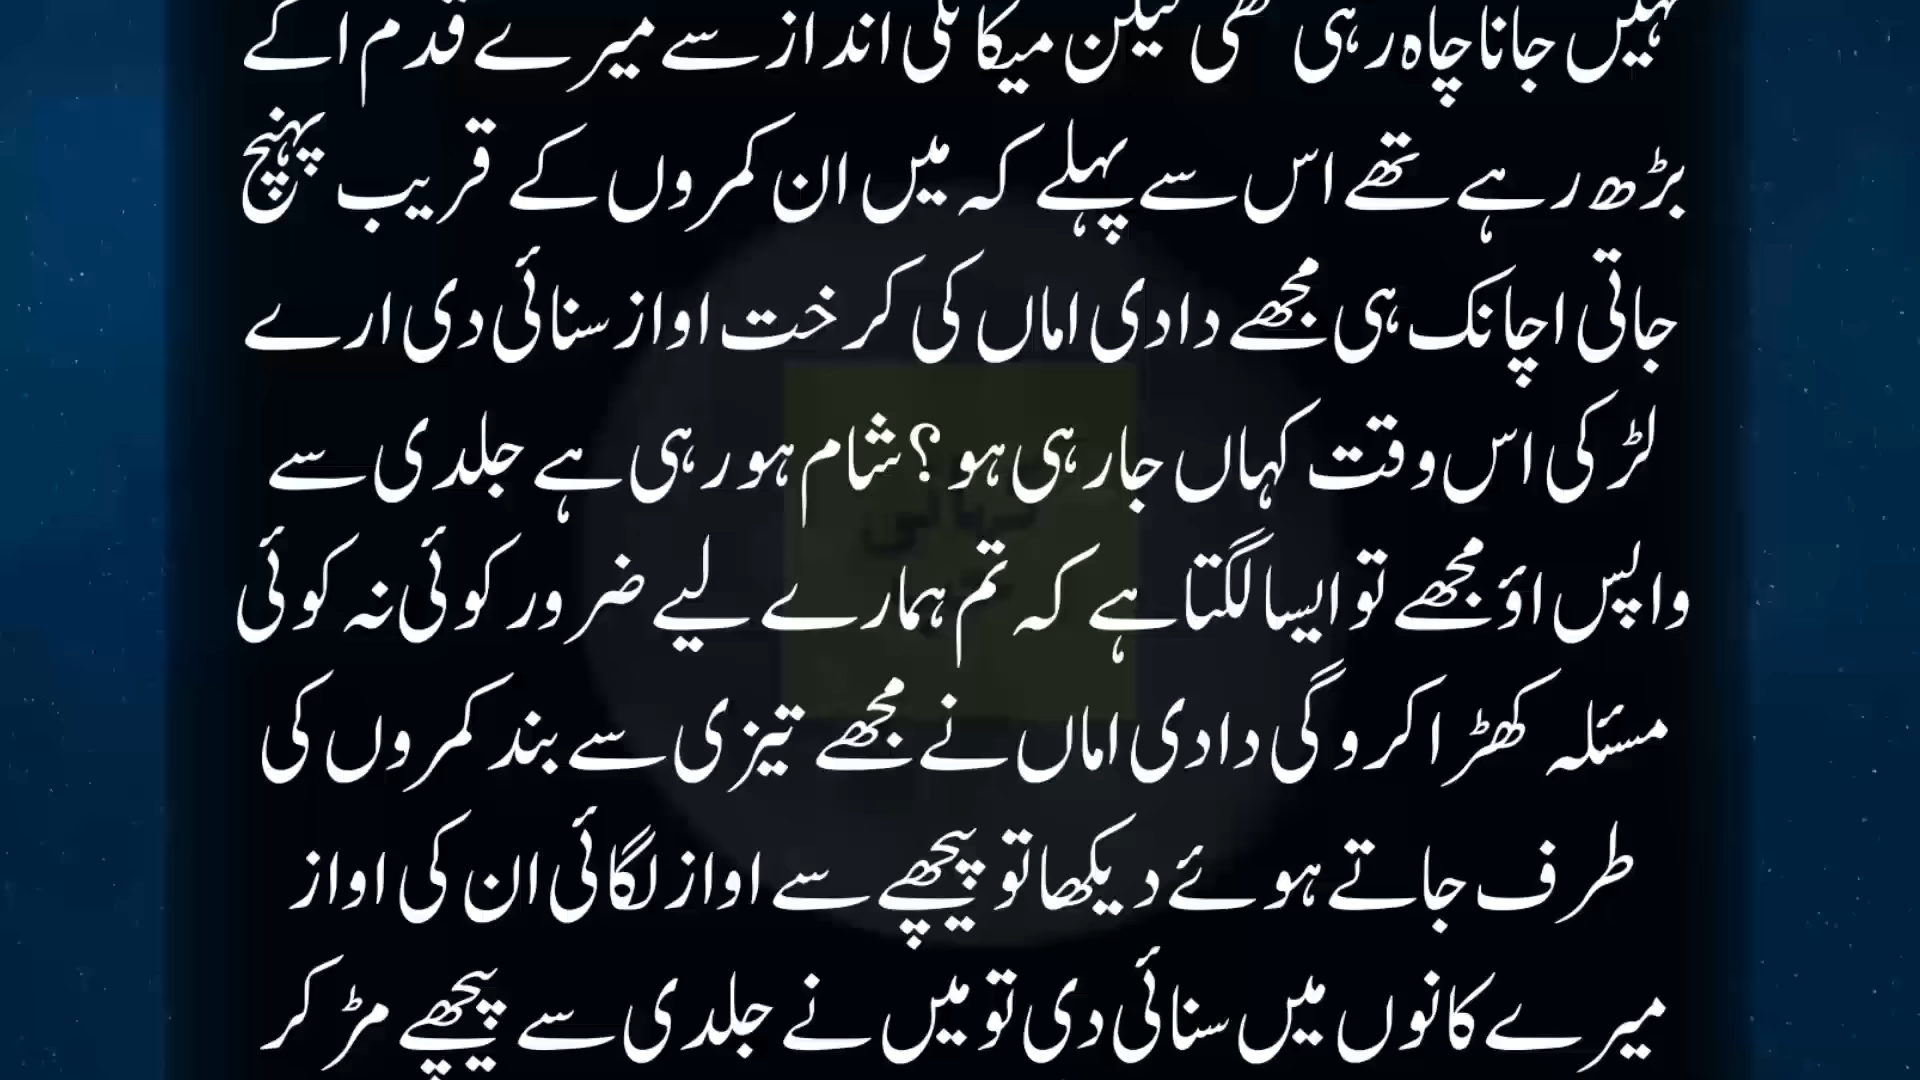 نہیں جانا چاہ رہی تھی لیکن میکانکی انداز سے میرے قدم اگے
بڑھ رہے تھے اس سے پہلے کہ میں ان کمروں کے قریب پہنچ
جاتی اچانک ہی مجھے دادی اماں کی کرخت اواز سنائی دی ارے
لڑکی اس وقت کہاں جا رہی ہو؟ شام ہو رہی ہے جلدی سے
واپس اؤ مجھے تو ایسا لگتا ہے کہ تم ہمارے لیے ضرور کوئی نہ کوئی
مسئلہ کھڑا کرو گی دادی اماں نے مجھے تیزی سے بند کمروں کی
طرف جاتے ہوئے دیکھا تو پیچھے سے اواز لگائی ان کی اواز
میرے کانوں میں سنائی دی تو میں نے جلدی سے پیچھے مڑ کر